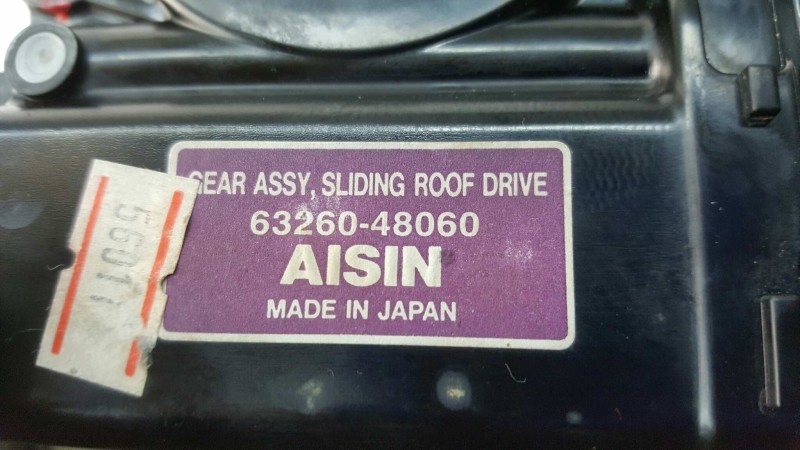 GEAR ASSY, SLIDING ROOF DRIVE
63260-48060
AISIN
MADE IN JAPAN